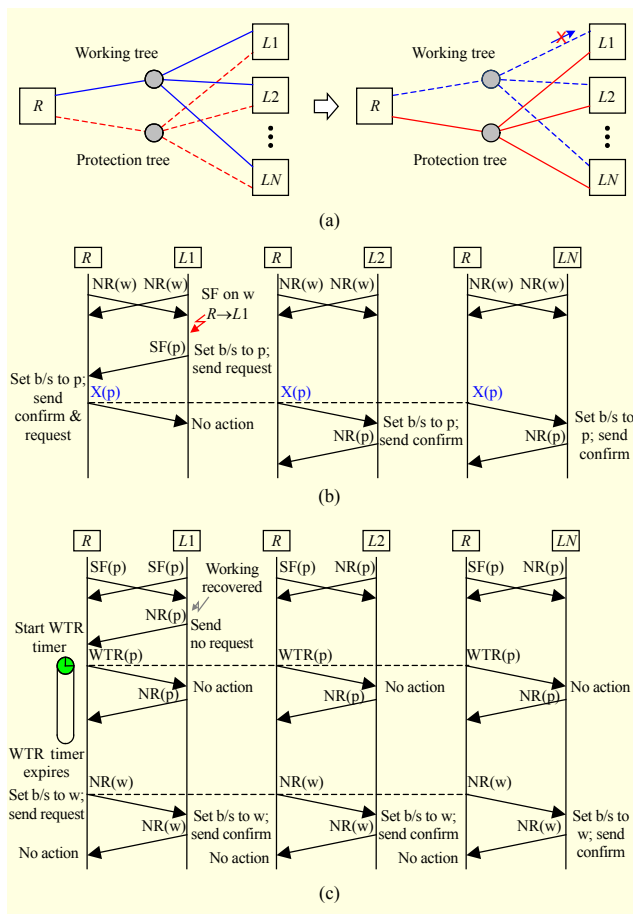 L1
Working tree
R
L2
Protection tree
LN
L1
Working tree
R
L2
Protection tree
LN
(a)
R
L1
R
L2
R
LN
NR(w)
NR(w)
NR(w)
NR(w)
NR(w)
NR(w)
SF on w
R→L1
SF(p)
Set b/s to p;
send request
Set b/s to p;
send
confirm &
request
X(p)
X(p)
X(p)
No action
Set b/s to p;
send confirm
NR(p)
Set b/s to
p; send
confirm
NR(p)
(b)
R
L1
R
L2
R
LN
SF(p)
SF(p)
SF(p)
NR(p)
SF(p)
NR(p)
Working
recovered
NR(p)
Send
no request
Start WTR
timer
WTR(p)
WTR(p)
WTR(p)
No action
No action
No action
NR(p)
NR(p)
NR(p)
WTR timer
expires
NR(w)
NR(w)
NR(w)
Set b/s to w;
send request
Set b/s to w;
send confirm
Set b/s to w;
send confirm
Set b/s to
w; send
confirm
NR(w)
NR(w)
NR(w)
No action
No action
No action
(c)